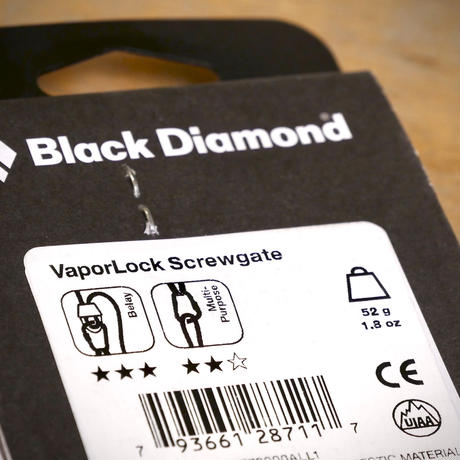 Black Diamond
VaporLock Screwgate
Belay
Multi-
Purpose
52 g
1.8 oz
CE
UIAA
7 93661 28711 7